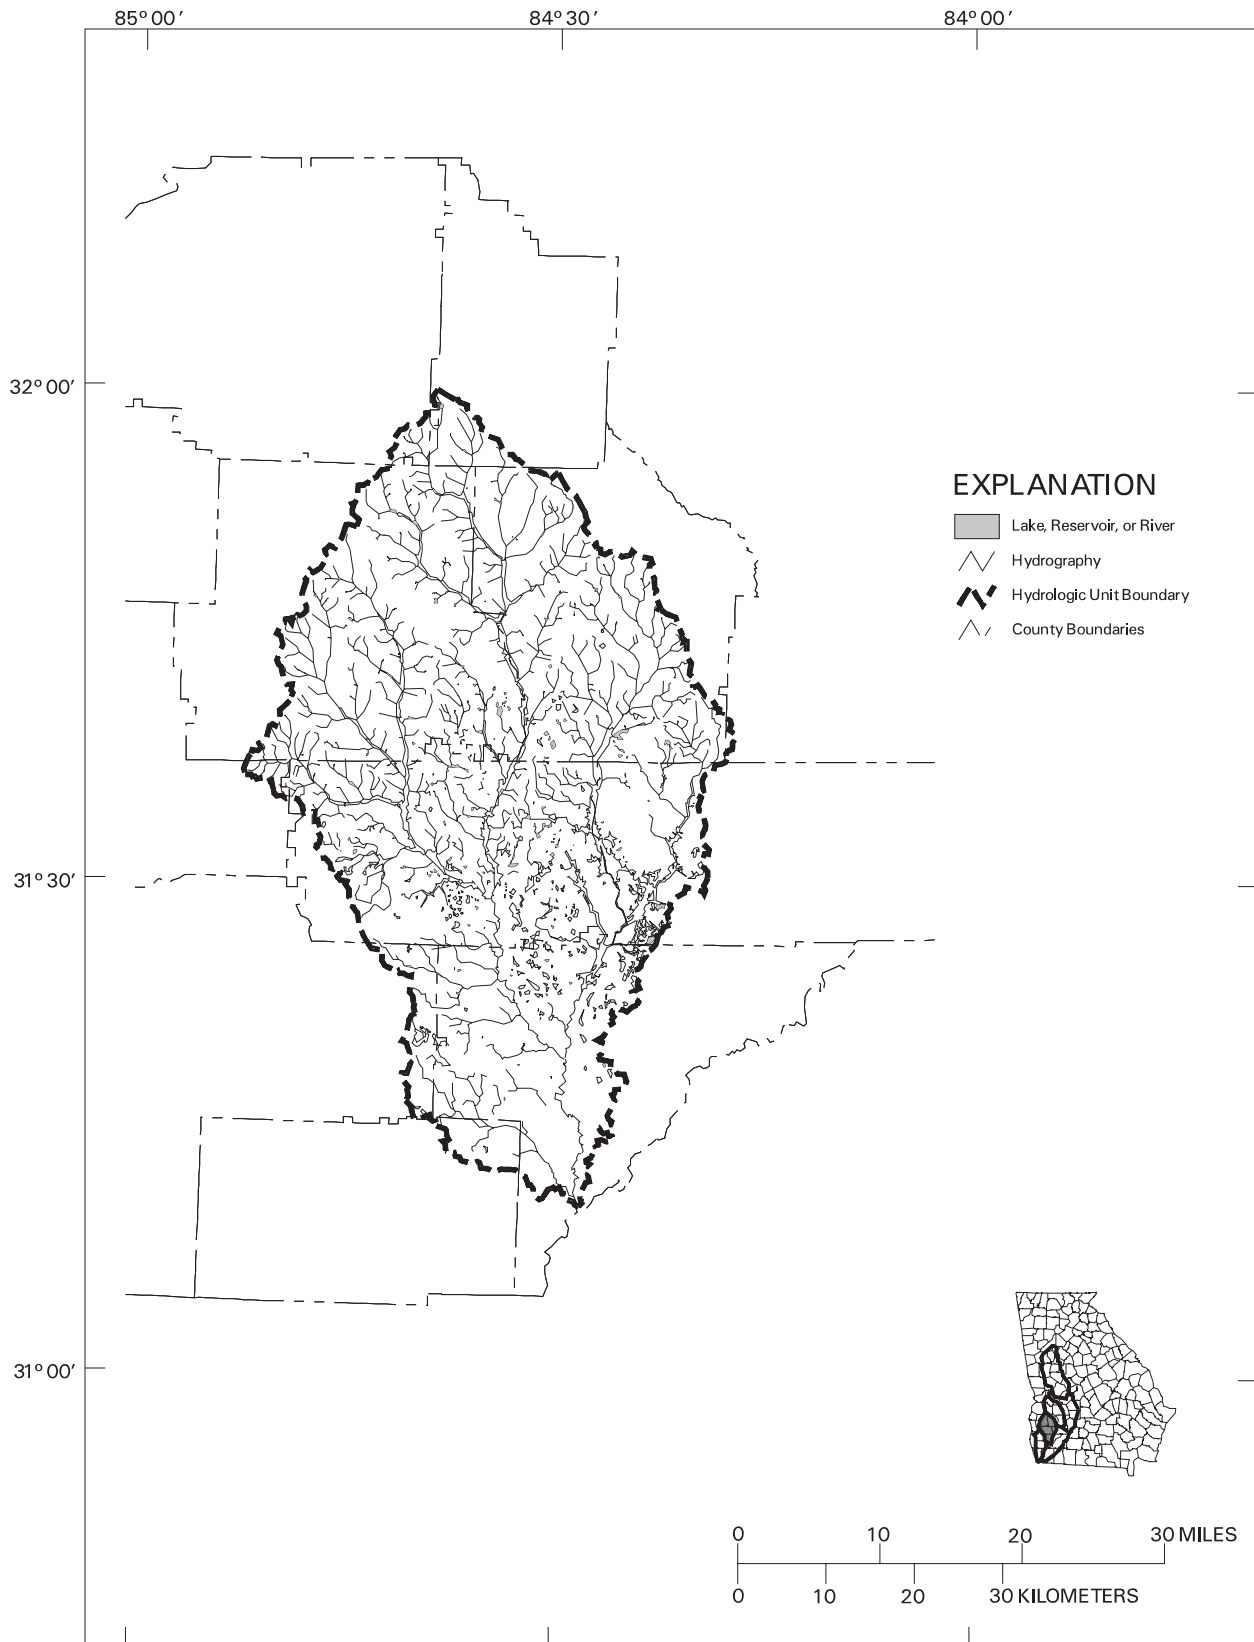 85° 00′ 84° 30′ 84° 00′
32° 00′
EXPLANATION
Lake, Reservoir, or River
Hydrography
Hydrologic Unit Boundary
County Boundaries
31° 30′
31° 00′
0 10 20 30 MILES
0 10 20 30 KILOMETERS